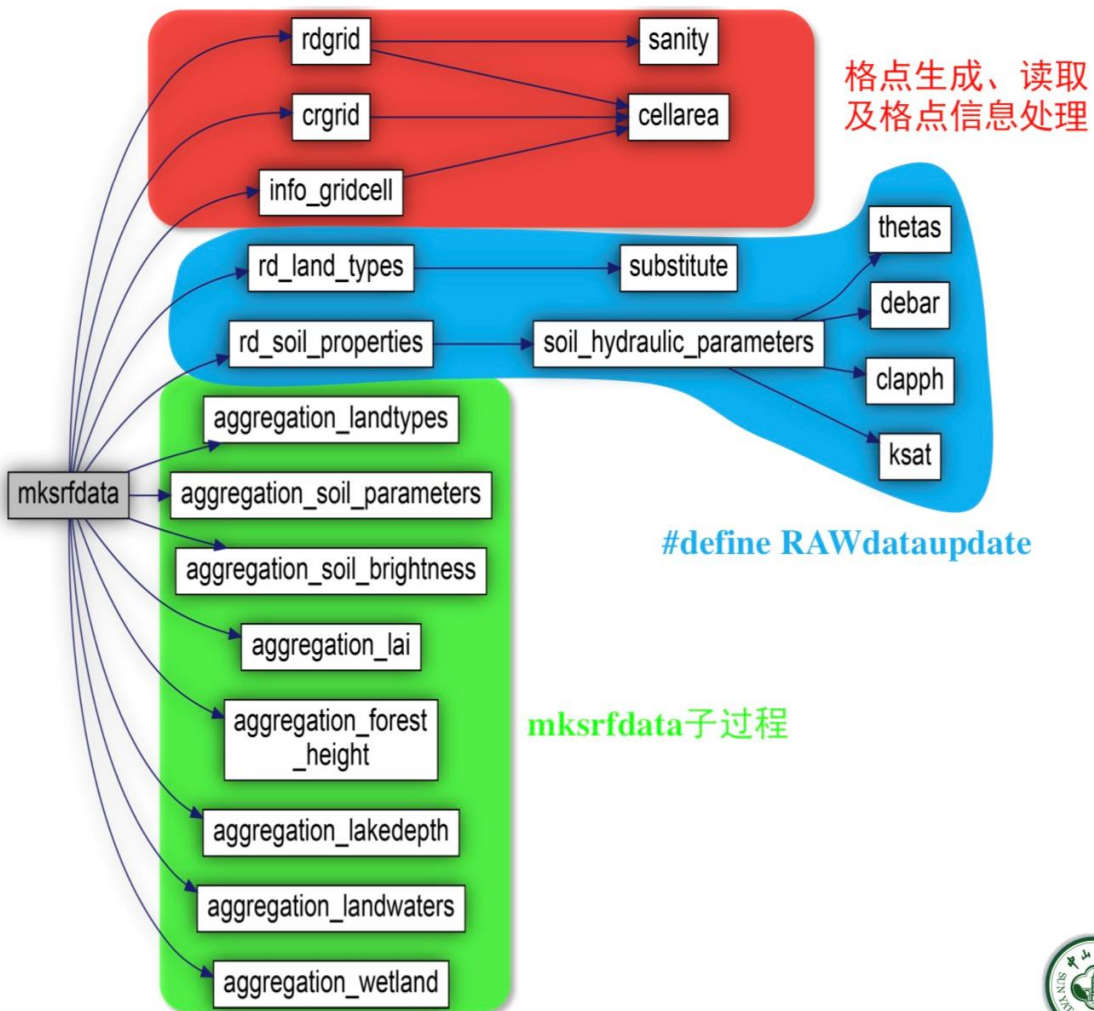 rdgrid
sanity
格点生成、读取
及格点信息处理
crgrid
cellarea
info_gridcell
thetas
rd_land_types
substitute
debar
rd_soil_properties
soil_hydraulic_parameters
clapph
aggregation_landtypes
ksat
mksrfdata
aggregation_soil_parameters
#define RAWdataupdate
aggregation_soil_brightness
aggregation_lai
aggregation_forest
_height
mksrfdata子过程
aggregation_lakedepth
aggregation_landwaters
aggregation_wetland
中山